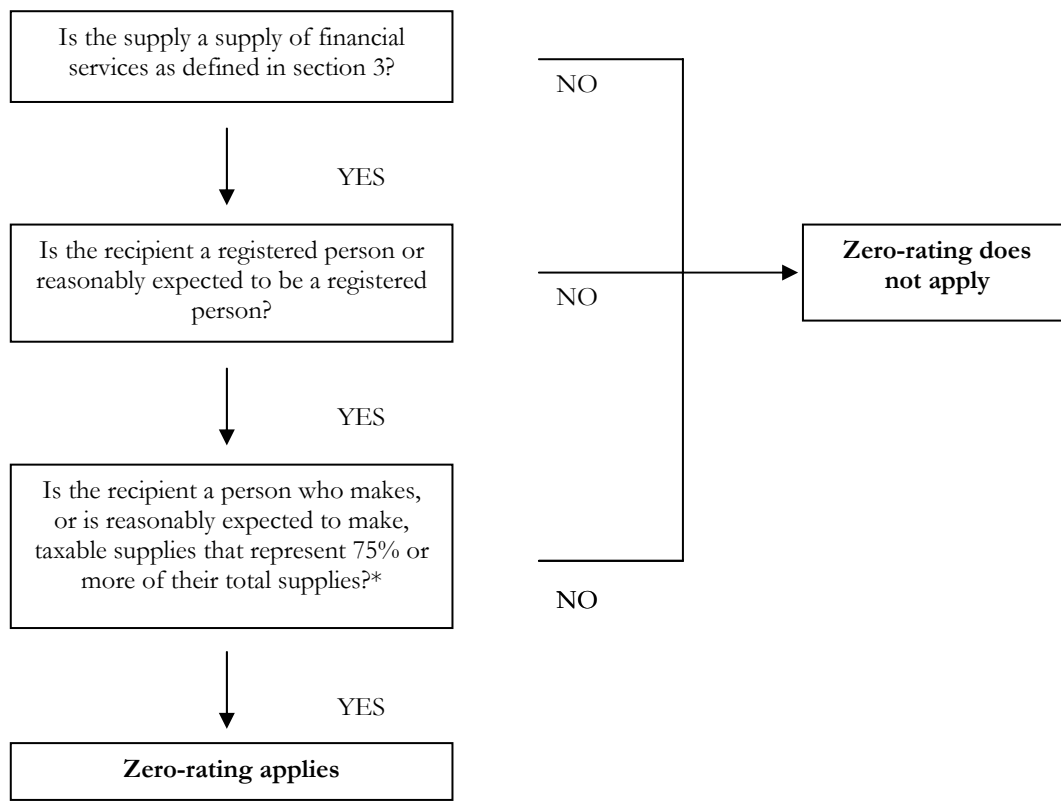 Is the supply a supply of financial
services as defined in section 3?
NO
YES
Is the recipient a registered person or
reasonably expected to be a registered
person?
NO
Zero-rating does
not apply
YES
Is the recipient a person who makes,
or is reasonably expected to make,
taxable supplies that represent 75% or
more of their total supplies?*
NO
YES
Zero-rating applies